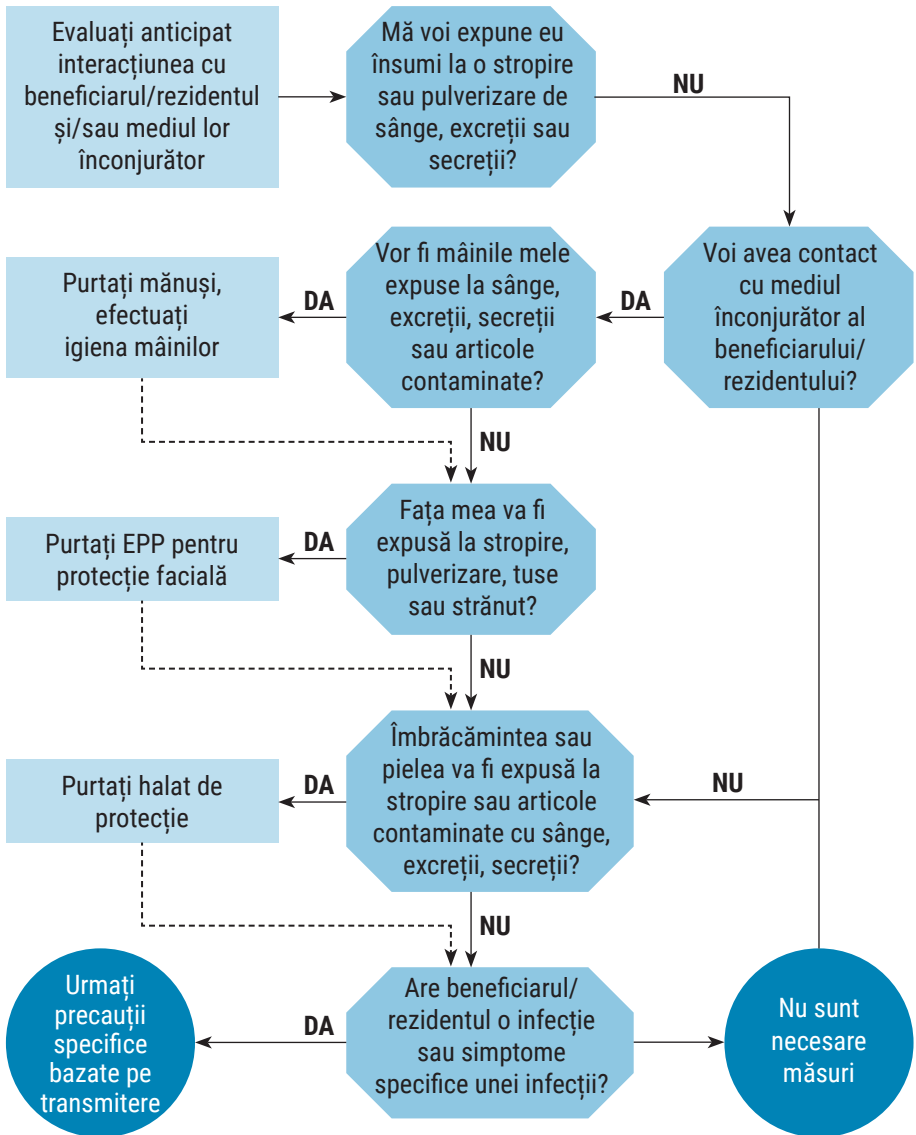 Evaluați anticipat
interacțiunea cu
beneficiarul/rezidentul
și/sau mediul lor
înconjurător
Mă voi expune eu
însumi la o stropire
sau pulverizare de
sânge, excreții sau
secreții?
NU
Voi avea contact
cu mediul
înconjurător al
beneficiarului/
rezidentului?
DA
Vor fi mâinile mele
expuse la sânge,
excreții, secreții
sau articole
contaminate?
DA
Purtați mănuși,
efectuați
igiena mâinilor
NU
Fața mea va fi
expusă la stropire,
pulverizare, tuse
sau strănut?
DA
Purtați EPP pentru
protecție facială
NU
Îmbrăcămintea sau
pielea va fi expusă la
stropire sau articole
contaminate cu sânge,
excreții, secreții?
NU
DA
Purtați halat de
protecție
NU
Are beneficiarul/
rezidentul o infecție
sau simptome
specifice unei infecții?
DA
Urmați
precauții
specifice
bazate pe
transmitere
Nu sunt
necesare
măsuri